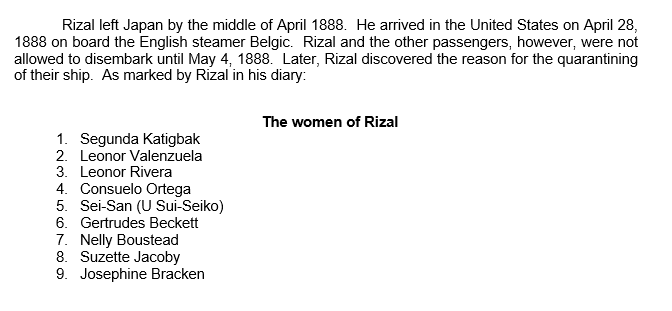 Rizal left Japan by the middle of April 1888. He arrived in the United States on April 28,
1888 on board the English steamer Belgic. Rizal and the other passengers, however, were not
allowed to disembark until May 4, 1888. Later, Rizal discovered the reason for the quarantining
of their ship. As marked by Rizal in his diary:
The women of Rizal
1. Segunda Katigbak
2. Leonor Valenzuela
3. Leonor Rivera
4. Consuelo Ortega
5. Sei-San (U Sui-Seiko)
6. Gertrudes Beckett
7. Nelly Boustead
8. Suzette Jacoby
9. Josephine Bracken